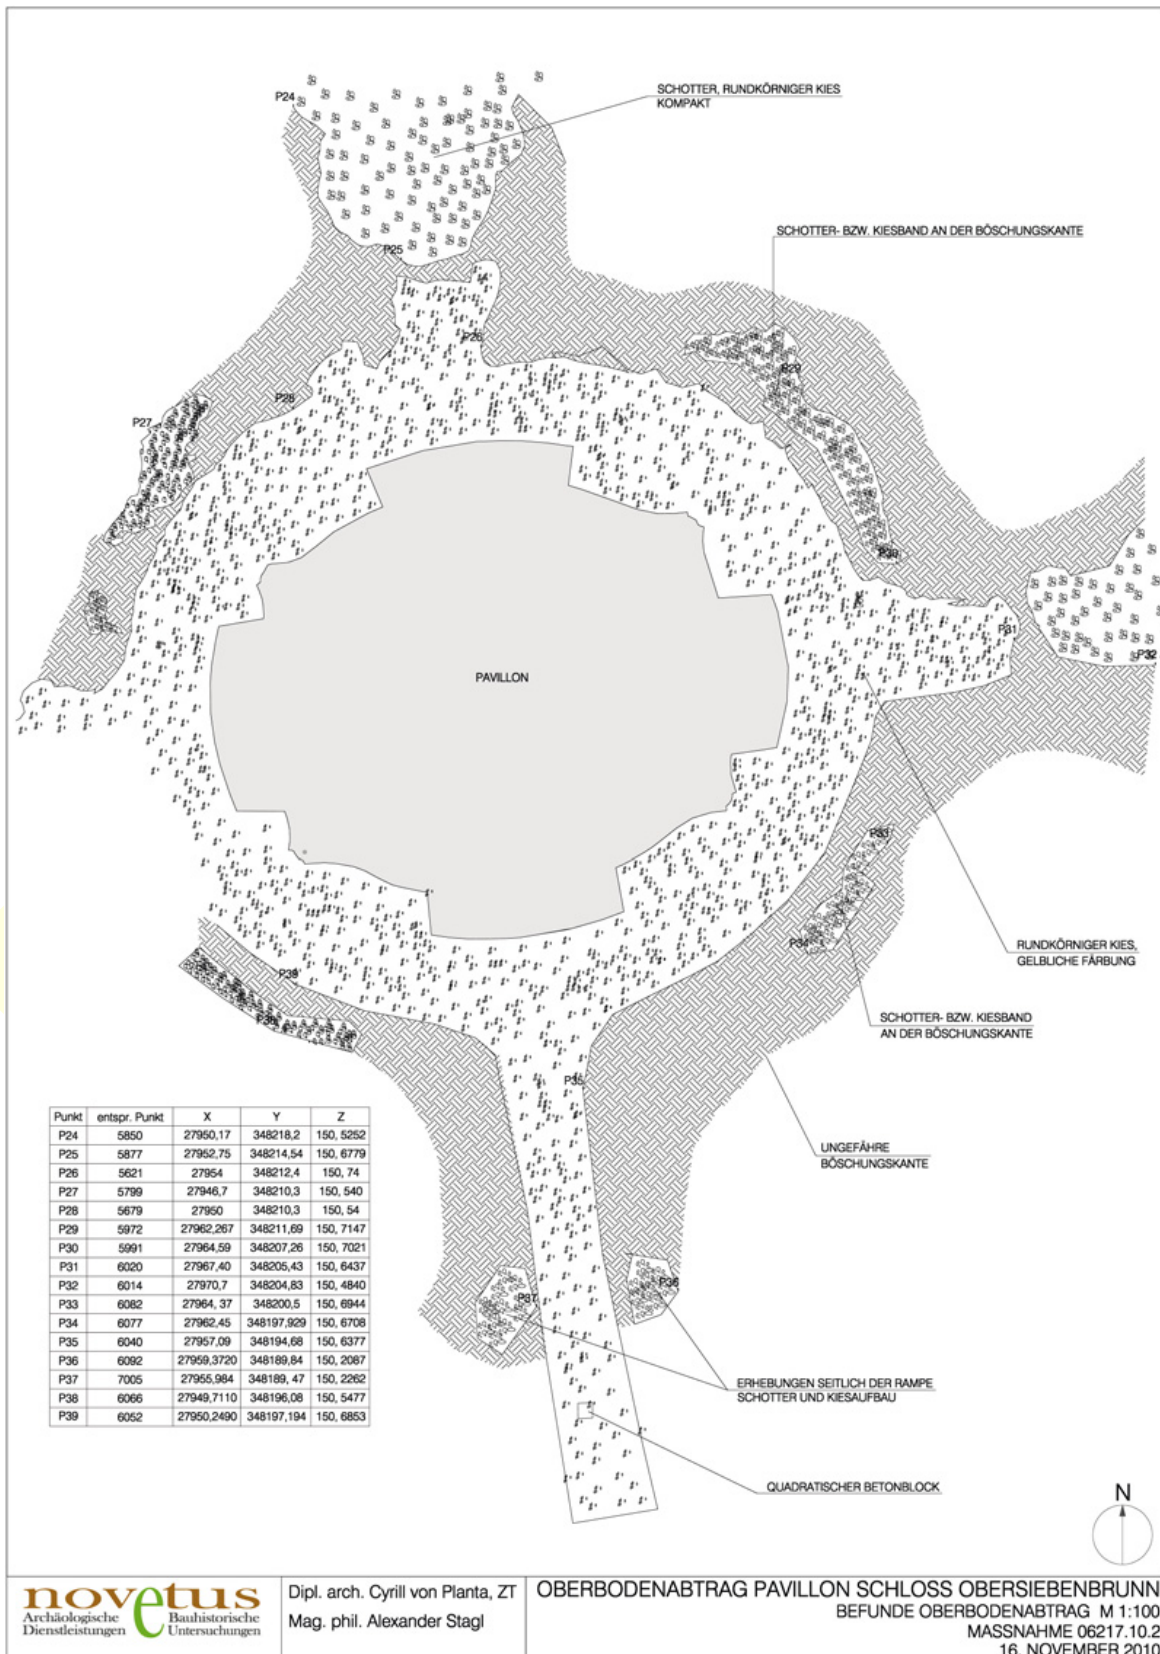 P24
SCHOTTER, RUNDKÖRNIGER KIES
KOMPAKT
P25
SCHOTTER- BZW. KIESBAND AN DER BÖSCHUNGSKANTE
P26
P29
P28
P27
P30
P31
P32
PAVILLON
P33
P34
RUNDKÖRNIGER KIES,
GELBLICHE FÄRBUNG
P39
P38
SCHOTTER- BZW. KIESBAND
AN DER BÖSCHUNGSKANTE
P35
UNGEFÄHRE
BÖSCHUNGSKANTE
Punkt entspr. Punkt X Y Z
P24 5850 27950,17 348218,2 150, 5252
P25 5877 27952,75 348214,54 150, 6779
P26 5621 27954 348212,4 150, 74
P27 5799 27946,7 348210,3 150, 540
P28 5679 27950 348210,3 150, 54
P29 5972 27962,267 348211,69 150, 7147
P30 5991 27964,59 348207,26 150, 7021
P31 6020 27967,40 348205,43 150, 6437
P32 6014 27970,7 348204,83 150, 4840
P33 6082 27964, 37 348200,5 150, 6944
P34 6077 27962,45 348197,929 150, 6708
P35 6040 27957,09 348194,68 150, 6377
P36 6092 27959,3720 348189,84 150, 2087
P37 7005 27955,984 348189, 47 150, 2262
P38 6066 27949,7110 348196,08 150, 5477
P39 6052 27950,2490 348197,194 150, 6853
P36
P37
ERHEBUNGEN SEITLICH DER RAMPE
SCHOTTER UND KIESAUFBAU
QUADRATISCHER BETONBLOCK
N
novetus
Archäologische Dienstleistungen
Bauhistorische Untersuchungen
Dipl. arch. Cyrill von Planta, ZT
Mag. phil. Alexander Stagl
OBERBODENABTRAG PAVILLON SCHLOSS OBERSIEBENBRUNN
BEFUNDE OBERBODENABTRAG M 1:100
MASSNAHME 06217.10.2
16. NOVEMBER 2010